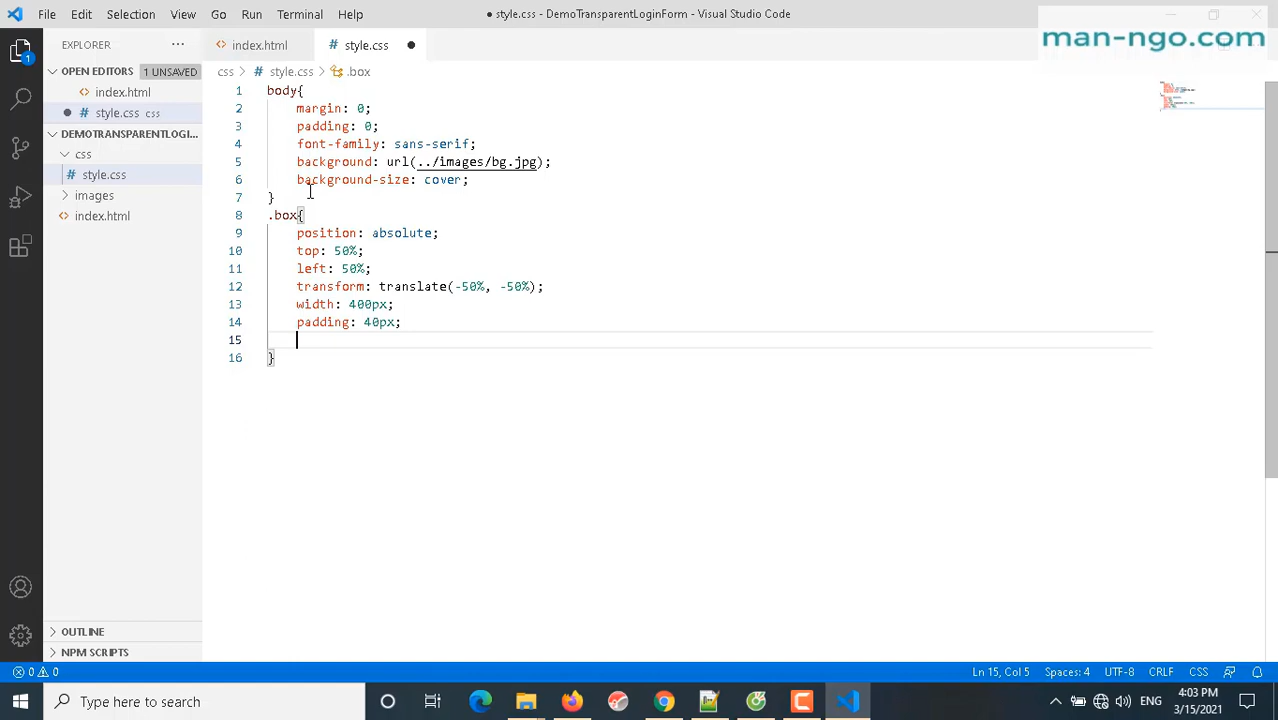 File Edit Selection View Go Run Terminal Help
● style.css - DemoTransparentLoginForm - Visual Studio Code
man-ngo.com
EXPLORER ...
index.html
# style.css ●
OPEN EDITORS 1 UNSAVED
index.html
● # style.css css
DEMOTRANSPARENTLOGI...
css
# style.css
images
index.html
OUTLINE
NPM SCRIPTS
css > # style.css > .box
1 body{
2 margin: 0;
3 padding: 0;
4 font-family: sans-serif;
5 background: url(../images/bg.jpg);
6 background-size: cover;
7 }
8 .box{
9 position: absolute;
10 top: 50%;
11 left: 50%;
12 transform: translate(-50%, -50%);
13 width: 400px;
14 padding: 40px;
15
16 }
0 0
Ln 15, Col 5 Spaces: 4 UTF-8 CRLF CSS
Type here to search
ENG
4:03 PM
3/15/2021